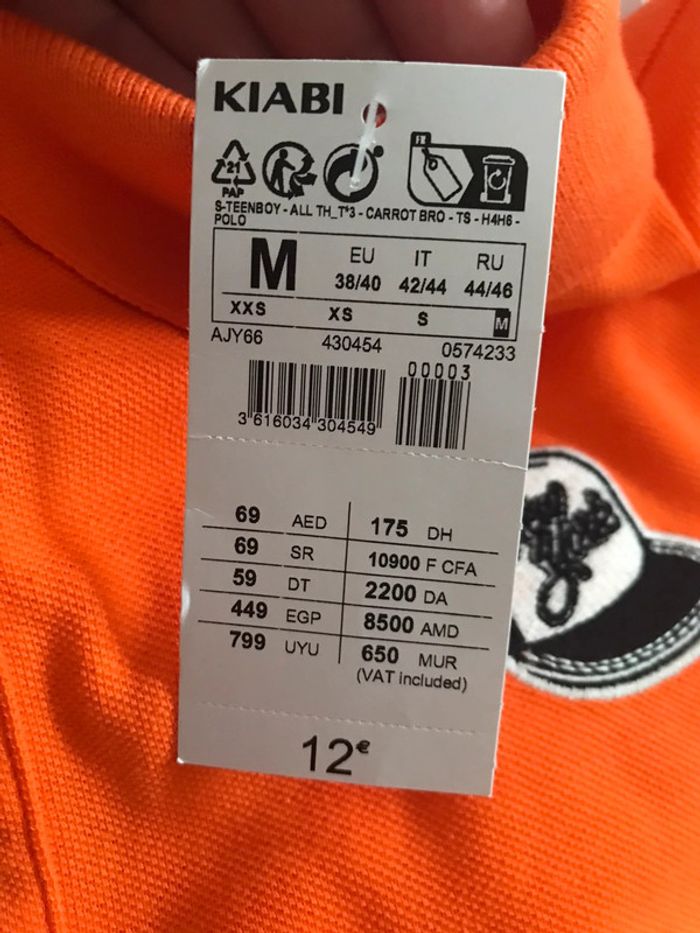 KIABI
21
PAP
FR
S-TEENBOY - ALL TH_T*3 - CARROT BRO - TS - H4H6 -
POLO
M
EU IT RU
38/40 42/44 44/46
XXS XS S M
AJY66 430454 0574233
00003
3 616034 304549
69 AED 175 DH
69 SR 10900 F CFA
59 DT 2200 DA
449 EGP 8500 AMD
799 UYU 650 MUR
(VAT included)
12€